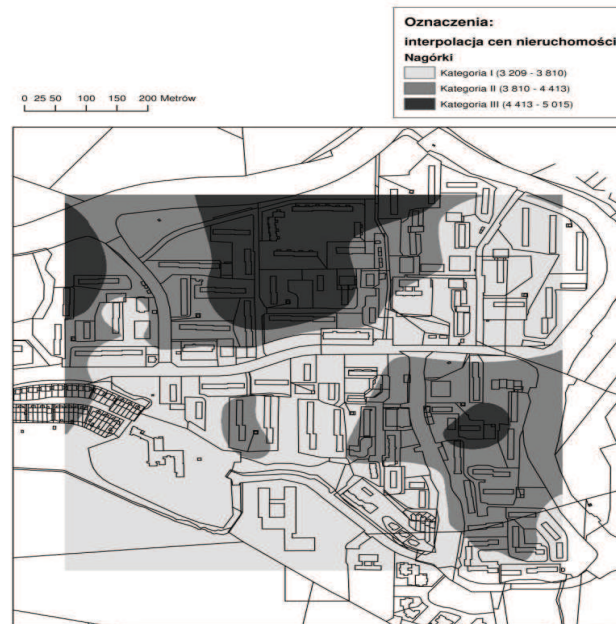 Oznaczenia:
interpolacja cen nieruchomości
Nagórki
Kategoria I (3 209 - 3 810)
Kategoria II (3 810 - 4 413)
Kategoria III (4 413 - 5 015)
0 25 50 100 150 200 Metrów